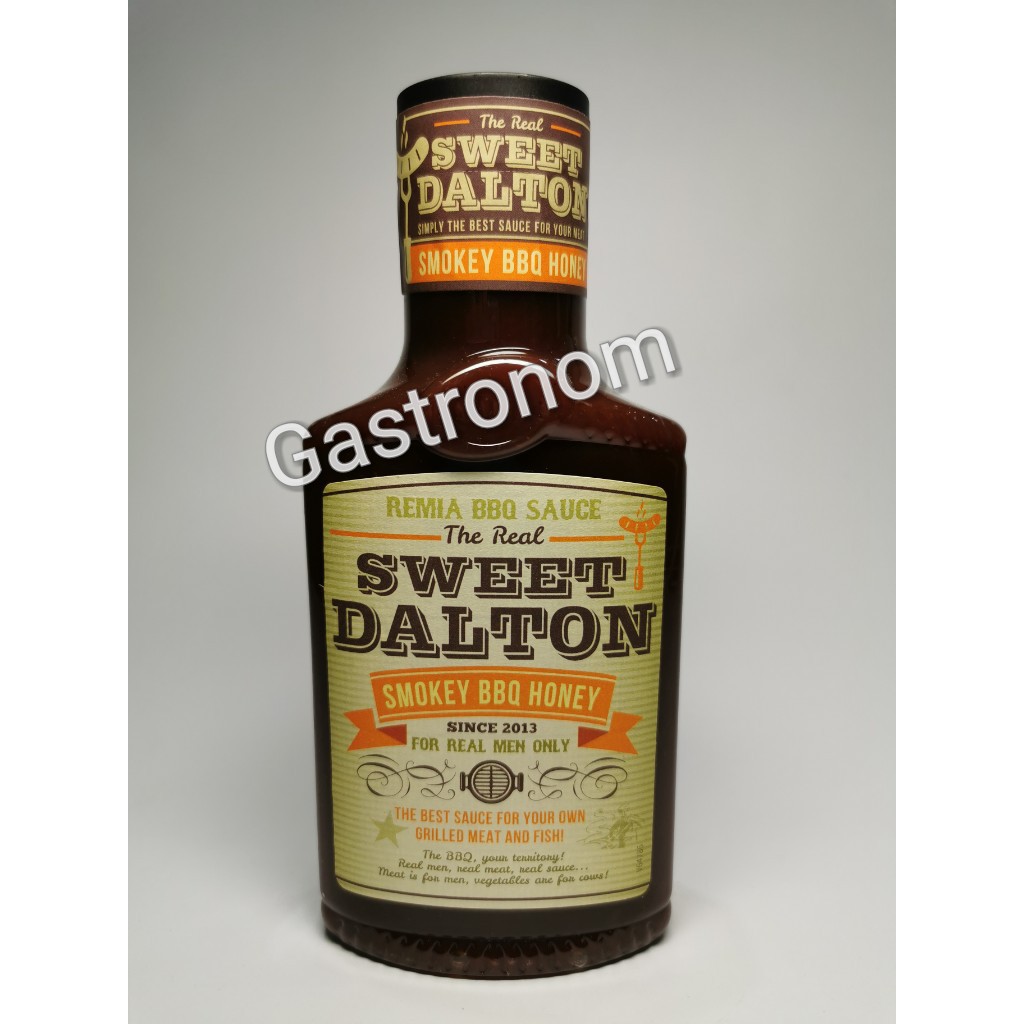 The Real
SWEET
DALTON
SIMPLY THE BEST SAUCE FOR YOUR MEAT
SMOKEY BBQ HONEY
Gastronom
REMIA BBQ SAUCE
The Real
SWEET
DALTON
SMOKEY BBQ HONEY
SINCE 2013
FOR REAL MEN ONLY
THE BEST SAUCE FOR YOUR OWN
GRILLED MEAT AND FISH!
The BBQ, your territory!
Real men, real meat, real sauce...
Meat is for men, vegetables are for cows!